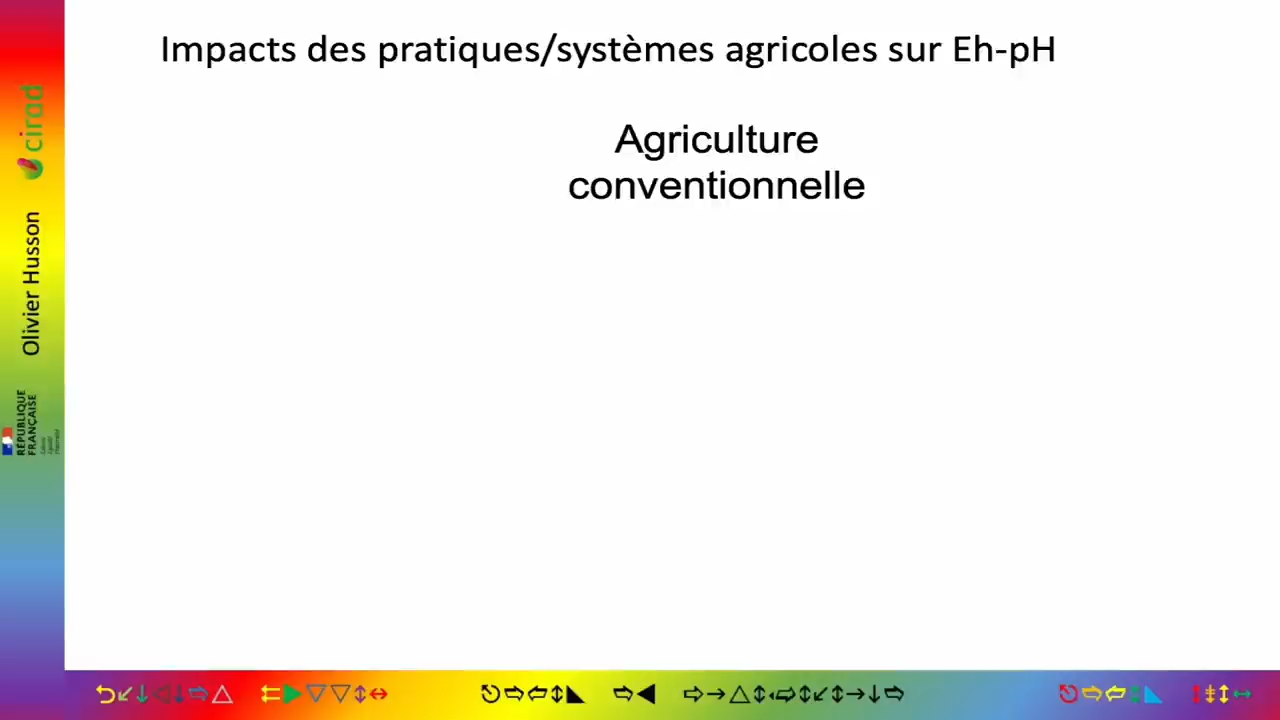 Impacts des pratiques/systèmes agricoles sur Eh-pH
Agriculture
conventionnelle
cirad
Olivier Husson
RÉPUBLIQUE
FRANÇAISE